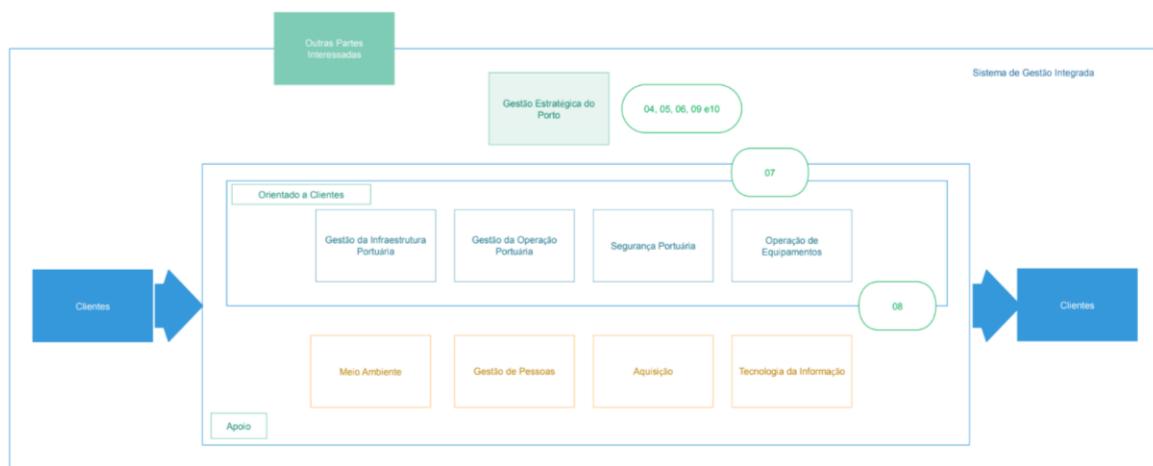 Outras Partes
Interessadas
Sistema de Gestão Integrada
Gestão Estratégica do
Porto
04, 05, 06, 09 e10
07
Orientado a Clientes
Gestão da Infraestrutura
Portuária
Gestão da Operação
Portuária
Segurança Portuária
Operação de
Equipamentos
Clientes
Clientes
08
Meio Ambiente
Gestão de Pessoas
Aquisição
Tecnologia da Informação
Apoio